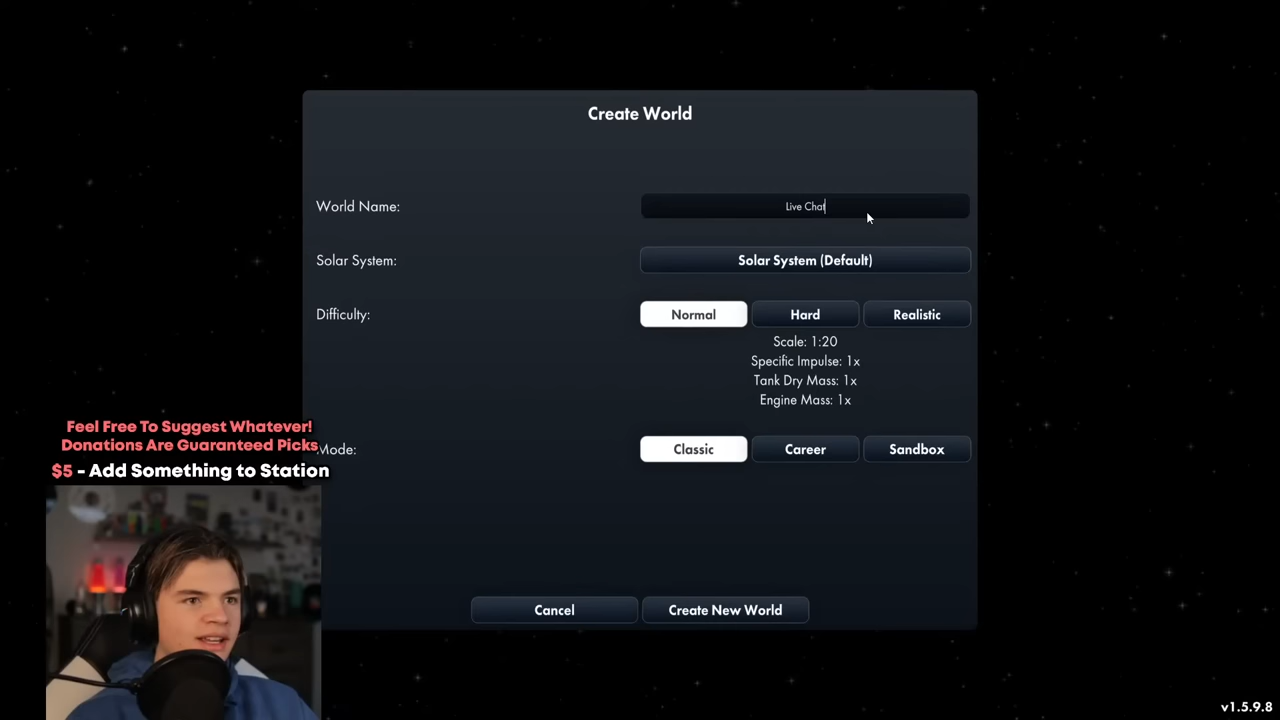 Create World
World Name:
Live Chat
Solar System:
Solar System (Default)
Difficulty:
Normal
Hard
Realistic
Scale: 1:20
Specific Impulse: 1x
Tank Dry Mass: 1x
Engine Mass: 1x
Feel Free To Suggest Whatever!
Donations Are Guaranteed Picks
$5 - Add Something to Station
Mode:
Classic
Career
Sandbox
Cancel
Create New World
v1.5.9.8